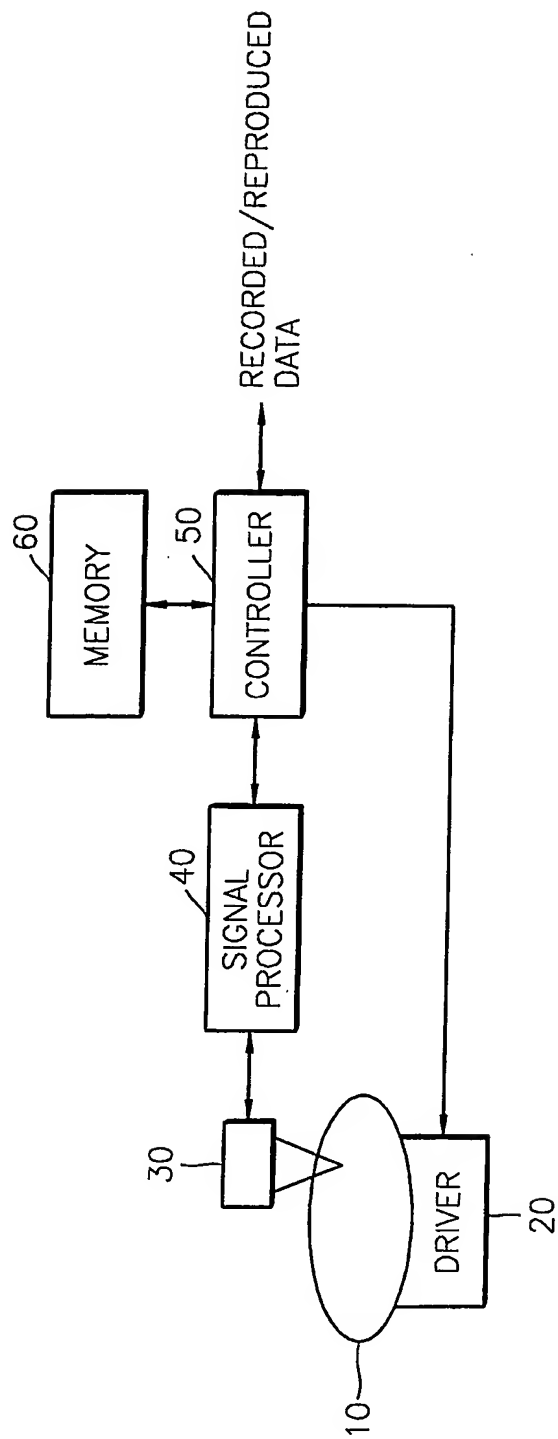 60
MEMORY
50
CONTROLLER
RECORDED/REPRODUCED
DATA
40
SIGNAL
PROCESSOR
30
10
DRIVER
20